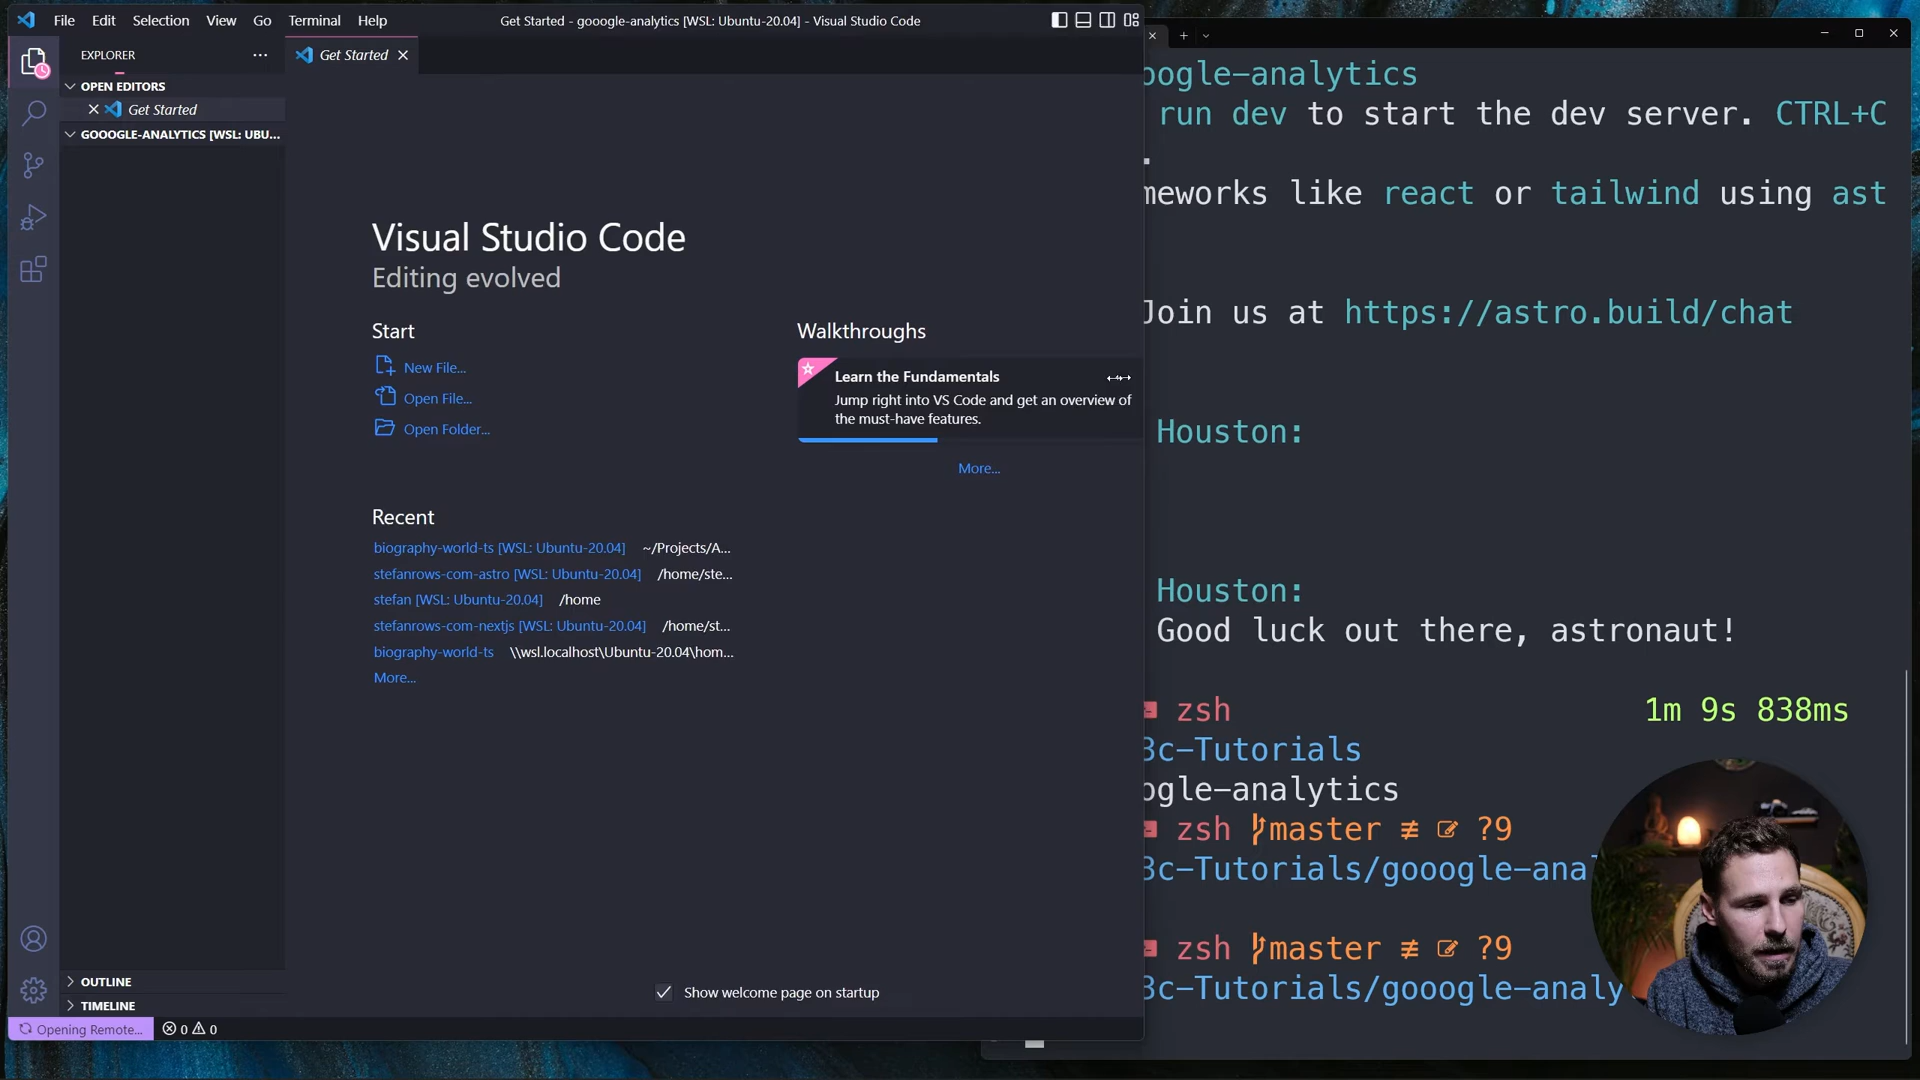 File Edit Selection View Go Terminal Help
Get Started - gooogle-analytics [WSL: Ubuntu-20.04] - Visual Studio Code
EXPLORER
Get Started
OPEN EDITORS
Get Started
GOOOGLE-ANALYTICS [WSL: UBU...
Visual Studio Code
Editing evolved
Start
New File...
Open File...
Open Folder...
Recent
biography-world-ts [WSL: Ubuntu-20.04] ~/Projects/A...
stefanrows-com-astro [WSL: Ubuntu-20.04] /home/ste...
stefan [WSL: Ubuntu-20.04] /home
stefanrows-com-nextjs [WSL: Ubuntu-20.04] /home/st...
biography-world-ts \\wsl.localhost\Ubuntu-20.04\hom...
More...
Walkthroughs
Learn the Fundamentals
Jump right into VS Code and get an overview of
the must-have features.
More...
Show welcome page on startup
OUTLINE
TIMELINE
Opening Remote... 0 0
oogle-analytics
run dev to start the dev server. CTRL+C
.
meworks like react or tailwind using ast
Join us at https://astro.build/chat
Houston:
Houston:
Good luck out there, astronaut!
zsh 1m 9s 838ms
3c-Tutorials
ogle-analytics
zsh master ≢ ?9
3c-Tutorials/gooogle-anal
zsh master ≢ ?9
3c-Tutorials/gooogle-analy